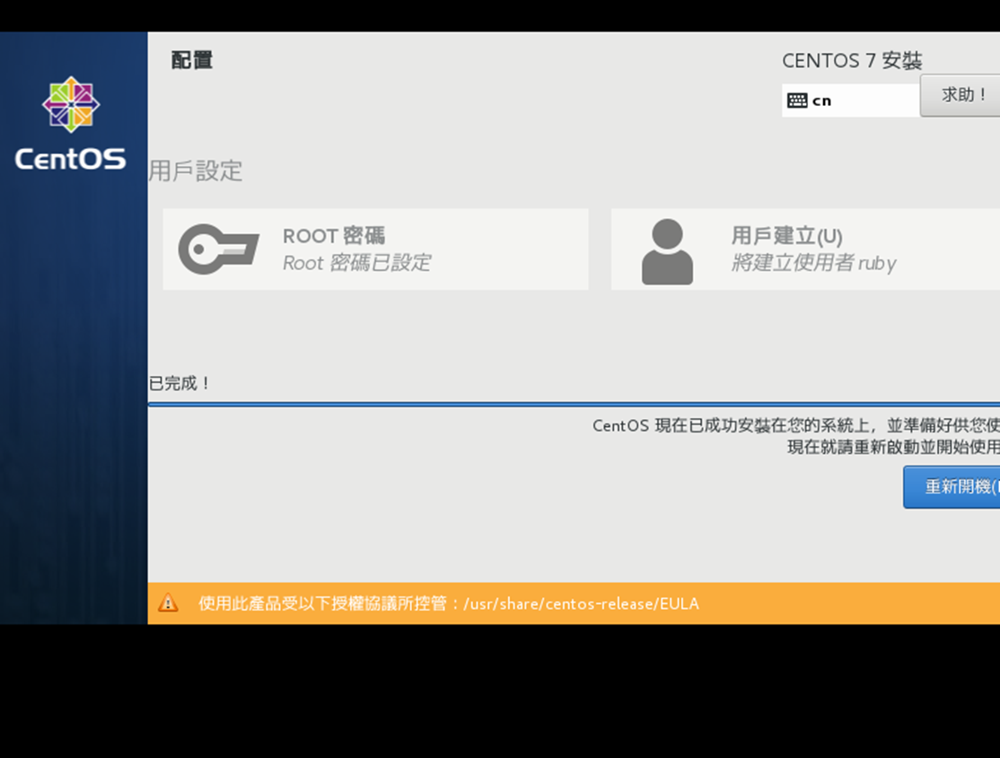 配置
CENTOS 7 安裝
cn
求助！
CentOS
用戶設定
ROOT 密碼
Root 密碼已設定
用戶建立(U)
將建立使用者 ruby
已完成！
CentOS 現在已成功安裝在您的系統上，並準備好供您使
現在就請重新啟動並開始使用
重新開機(
使用此產品受以下授權協議所控管：/usr/share/centos-release/EULA